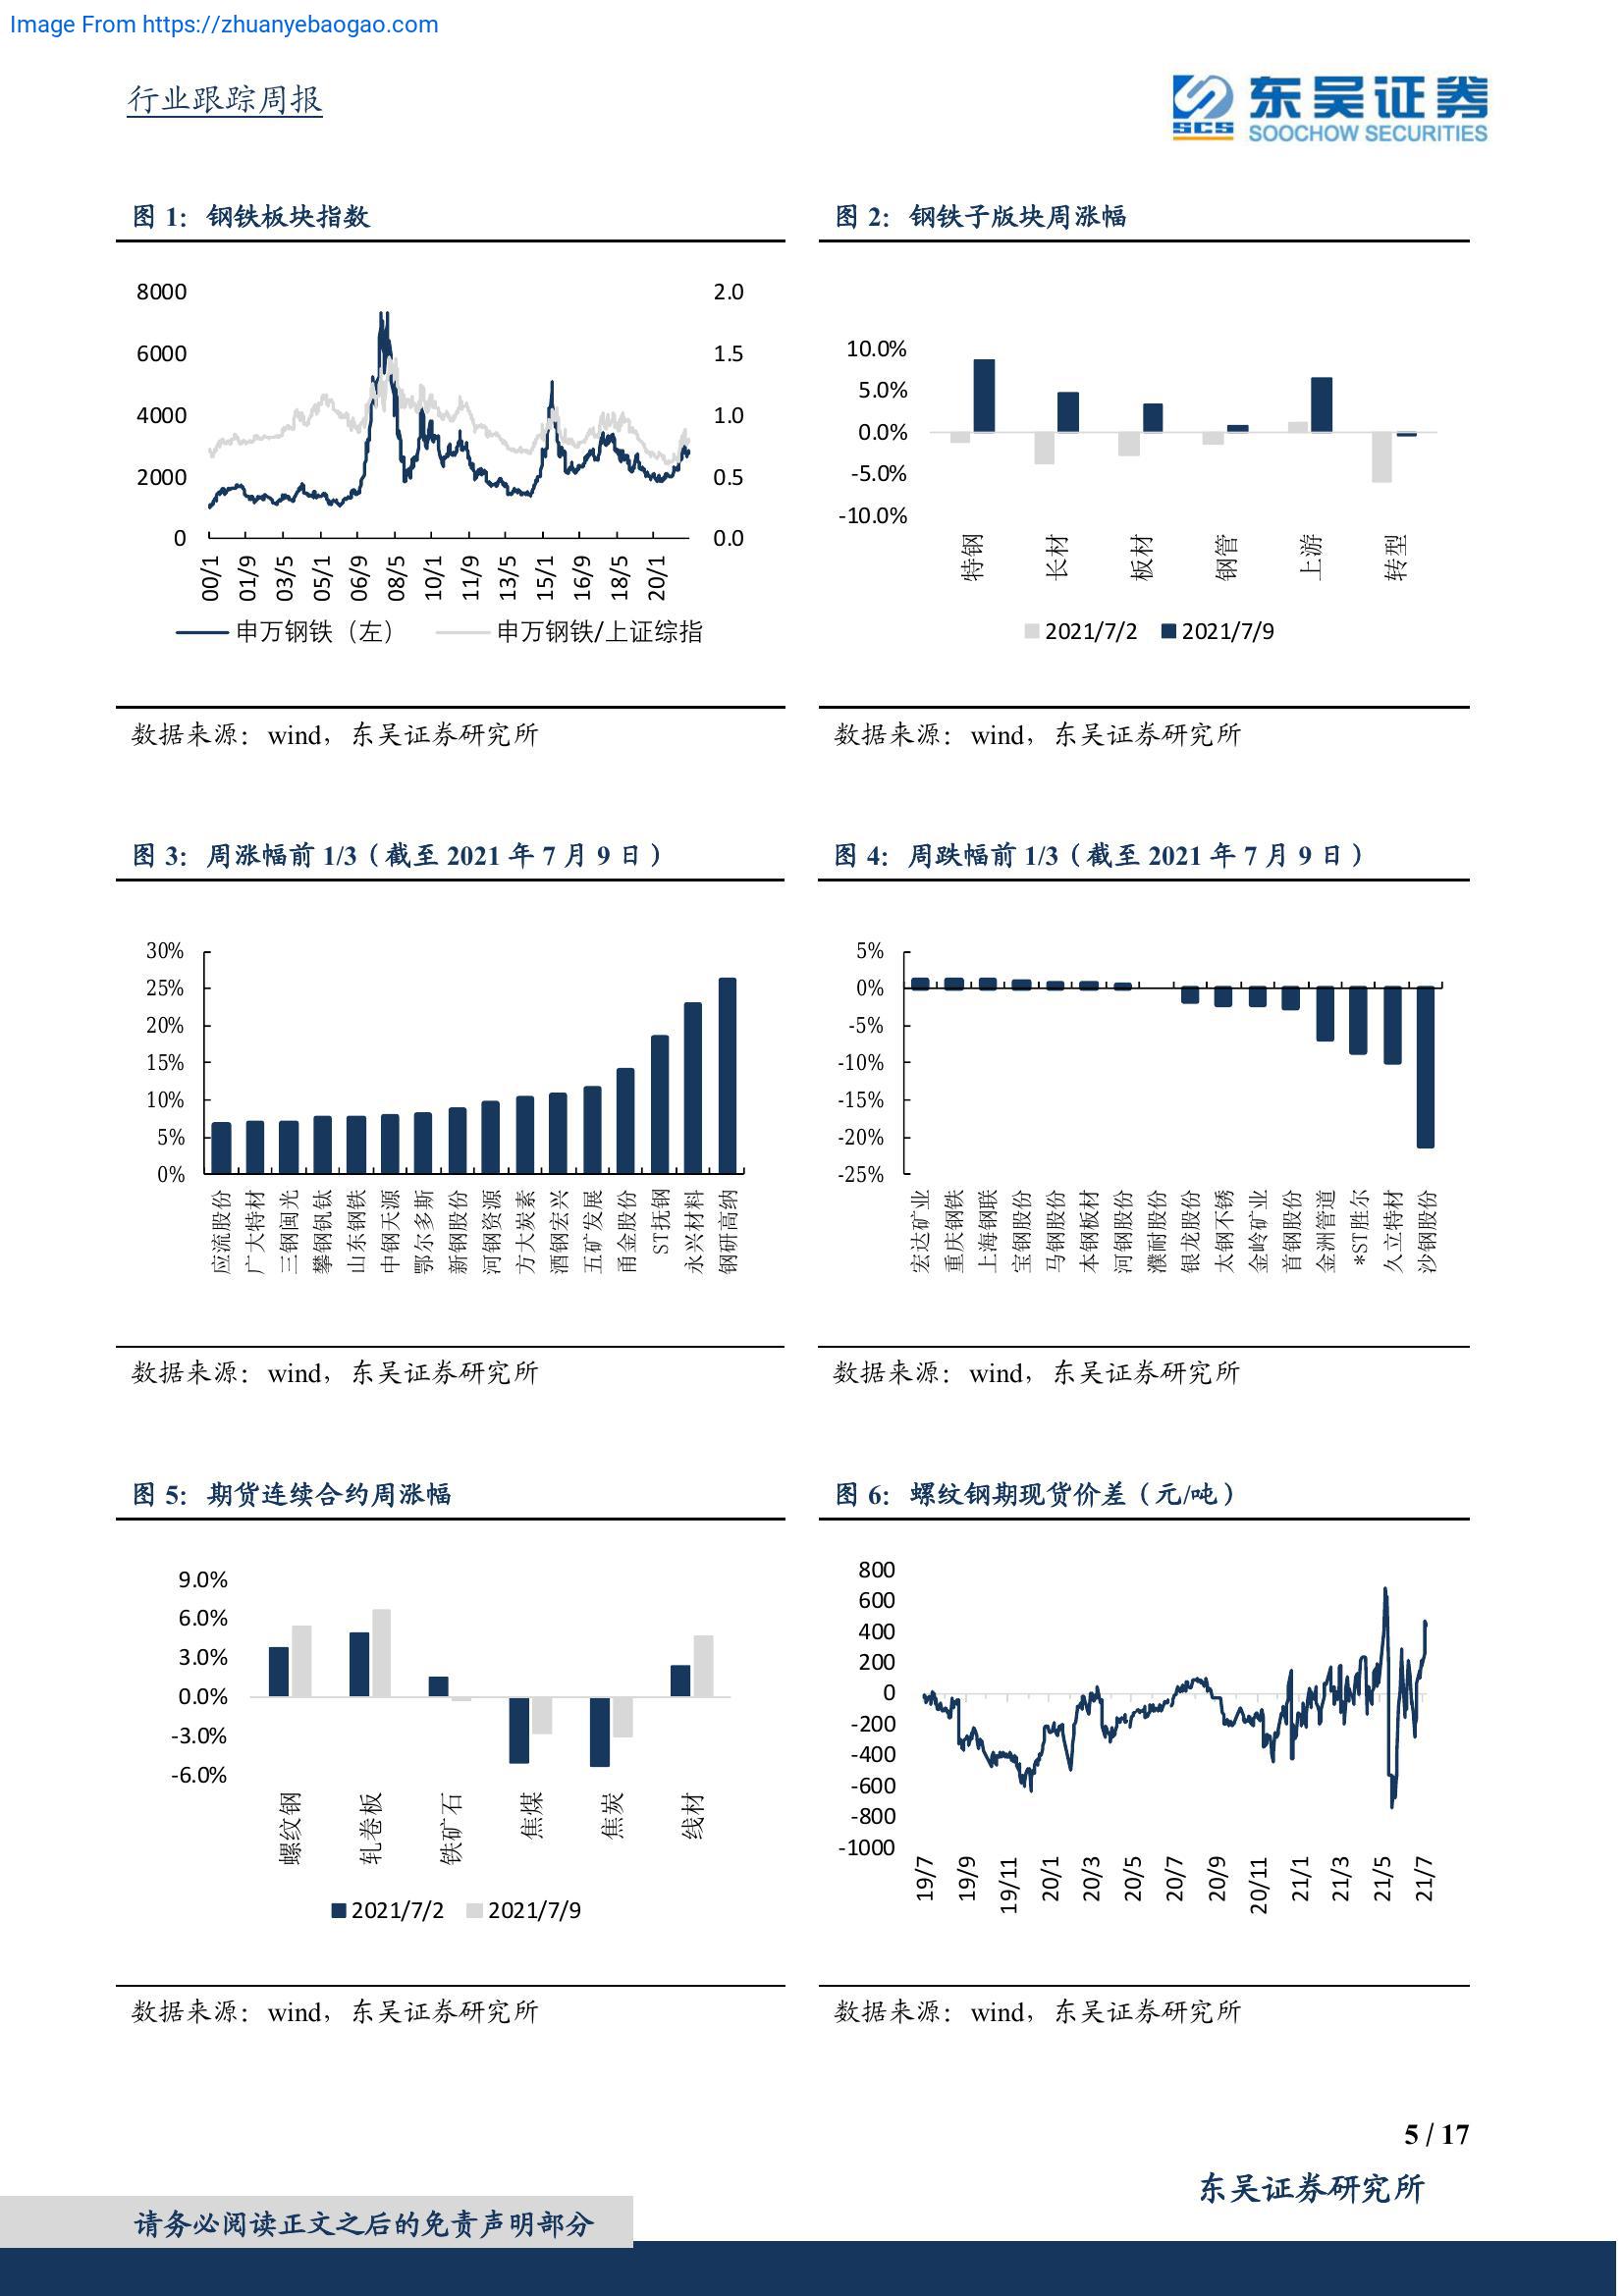 Image From https://zhuanyebaogao.com
行业跟踪周报
SCS 东吴证券
SOOCHOW SECURITIES
图 1：钢铁板块指数
8000
6000
4000
2000
0
2.0
1.5
1.0
0.5
0.0
00/1 01/9 03/5 05/1 06/9 08/5 10/1 11/9 13/5 15/1 16/9 18/5 20/1
申万钢铁（左） 申万钢铁/上证综指
数据来源：wind，东吴证券研究所
图 2：钢铁子版块周涨幅
10.0%
5.0%
0.0%
-5.0%
-10.0%
特钢 长材 板材 钢管 上游 转型
2021/7/2 2021/7/9
数据来源：wind，东吴证券研究所
图 3：周涨幅前 1/3（截至 2021 年 7 月 9 日）
30%
25%
20%
15%
10%
5%
0%
应流股份 广大特材 三钢闽光 攀钢钒钛 山东钢铁 中钢天源 鄂尔多斯 新钢股份 河钢资源 方大炭素 酒钢宏兴 五矿发展 甬金股份 ST抚钢 永兴材料 钢研高纳
数据来源：wind，东吴证券研究所
图 4：周跌幅前 1/3（截至 2021 年 7 月 9 日）
5%
0%
-5%
-10%
-15%
-20%
-25%
宏达矿业 重庆钢铁 上海钢联 宝钢股份 马钢股份 本钢板材 河钢股份 濮耐股份 银龙股份 太钢不锈 金岭矿业 首钢股份 金洲管道 *ST胜尔 久立特材 沙钢股份
数据来源：wind，东吴证券研究所
图 5：期货连续合约周涨幅
9.0%
6.0%
3.0%
0.0%
-3.0%
-6.0%
螺纹钢 轧卷板 铁矿石 焦煤 焦炭 线材
2021/7/2 2021/7/9
数据来源：wind，东吴证券研究所
图 6：螺纹钢期现货价差（元/吨）
800
600
400
200
0
-200
-400
-600
-800
-1000
19/7 19/9 19/11 20/1 20/3 20/5 20/7 20/9 20/11 21/1 21/3 21/5 21/7
数据来源：wind，东吴证券研究所
5 / 17
东吴证券研究所
请务必阅读正文之后的免责声明部分